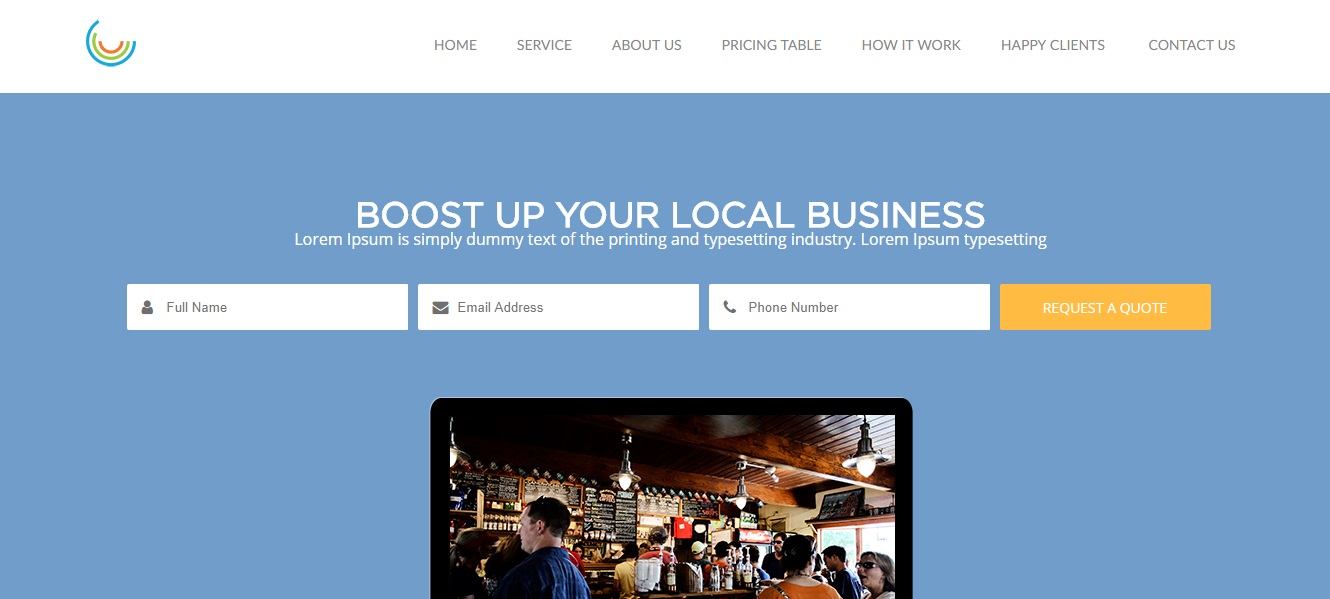 HOME SERVICE ABOUT US PRICING TABLE HOW IT WORK HAPPY CLIENTS CONTACT US
BOOST UP YOUR LOCAL BUSINESS
Lorem Ipsum is simply dummy text of the printing and typesetting industry. Lorem Ipsum typesetting
Full Name Email Address Phone Number REQUEST A QUOTE